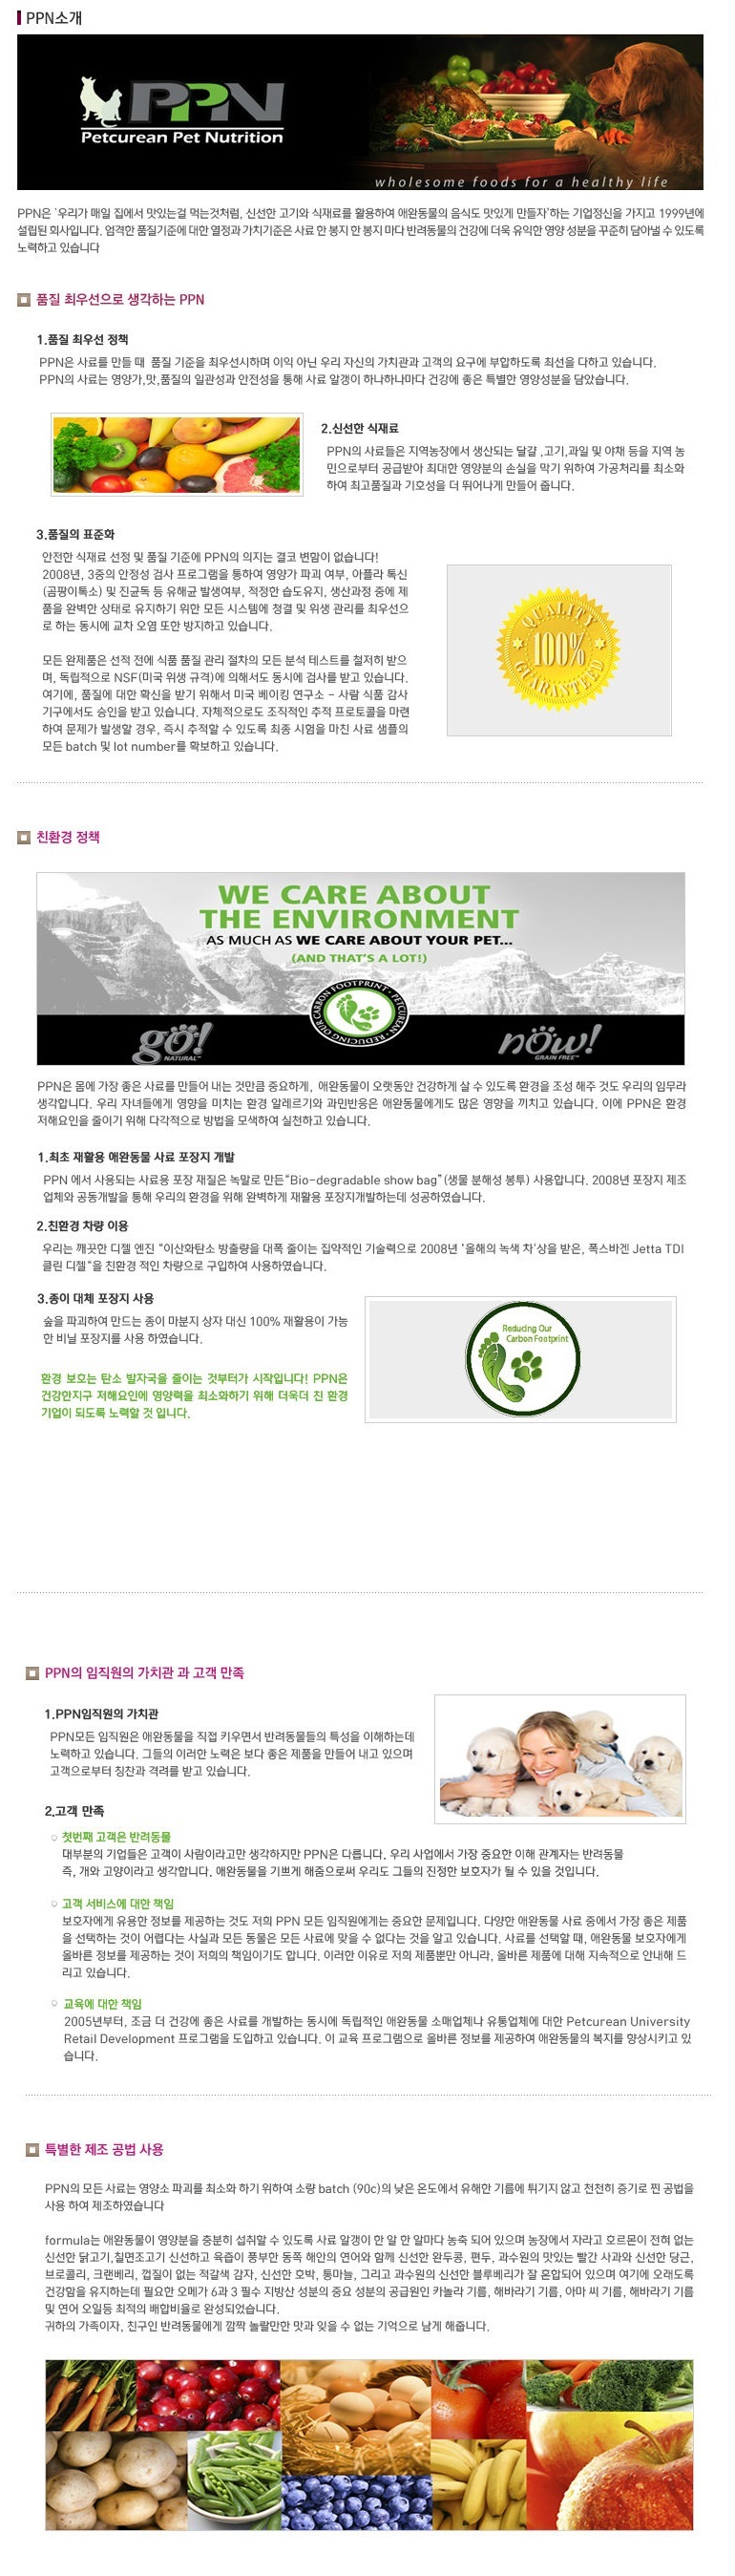 PPN소개
PPN
Petcurean Pet Nutrition
wholesome foods for a healthy life
PPN은 '우리가 매일 집에서 맛있는걸 먹는것처럼, 신선한 고기와 식재료를 활용하여 애완동물의 음식도 맛있게 만들자'하는 기업정신을 가지고 1999년에
설립된 회사입니다. 엄격한 품질기준에 대한 열정과 가치기준은 사료 한 봉지 한 봉지 마다 반려동물의 건강에 더욱 유익한 영양 성분을 꾸준히 담아낼 수 있도록
노력하고 있습니다
품질 최우선으로 생각하는 PPN
1.품질 최우선 정책
PPN은 사료를 만들 때 품질 기준을 최우선시하며 이익 아닌 우리 자신의 가치관과 고객의 요구에 부합하도록 최선을 다하고 있습니다.
PPN의 사료는 영양가,맛,품질의 일관성과 안전성을 통해 사료 알갱이 하나하나마다 건강에 좋은 특별한 영양성분을 담았습니다.
2.신선한 식재료
PPN의 사료들은 지역농장에서 생산되는 달걀 ,고기,과일 및 야채 등을 지역 농
민으로부터 공급받아 최대한 영양분의 손실을 막기 위하여 가공처리를 최소화
하여 최고품질과 기호성을 더 뛰어나게 만들어 줍니다.
3.품질의 표준화
안전한 식재료 선정 및 품질 기준에 PPN의 의지는 결코 변함이 없습니다!
2008년, 3중의 안정성 검사 프로그램을 통하여 영양가 파괴 여부, 아플라 톡신
(곰팡이톡소) 및 진균독 등 유해균 발생여부, 적정한 습도유지, 생산과정 중에 제
품을 완벽한 상태로 유지하기 위한 모든 시스템에 청결 및 위생 관리를 최우선으
로 하는 동시에 교차 오염 또한 방지하고 있습니다.
QUALITY
100%
GUARANTEED
모든 완제품은 선적 전에 식품 품질 관리 절차의 모든 분석 테스트를 철저히 받으
며, 독립적으로 NSF(미국 위생 규격)에 의해서도 동시에 검사를 받고 있습니다.
여기에, 품질에 대한 확신을 받기 위해서 미국 베이킹 연구소 - 사람 식품 감사
기구에서도 승인을 받고 있습니다. 자체적으로도 조직적인 추적 프로토콜을 마련
하여 문제가 발생할 경우, 즉시 추적할 수 있도록 최종 시험을 마친 사료 샘플의
모든 batch 및 lot number를 확보하고 있습니다.
친환경 정책
WE CARE ABOUT
THE ENVIRONMENT
AS MUCH AS WE CARE ABOUT YOUR PET...
(AND THAT'S A LOT!)
REDUCING OUR CARBON FOOTPRINT · PETCUREAN ·
gö!
NATURAL™
nöw!
GRAIN FREE™
PPN은 몸에 가장 좋은 사료를 만들어 내는 것만큼 중요하게, 애완동물이 오랫동안 건강하게 살 수 있도록 환경을 조성 해주 것도 우리의 임무라
생각합니다. 우리 자녀들에게 영양을 미치는 환경 알레르기와 과민반응은 애완동물에게도 많은 영향을 끼치고 있습니다. 이에 PPN은 환경
저해요인을 줄이기 위해 다각적으로 방법을 모색하여 실천하고 있습니다.
1.최초 재활용 애완동물 사료 포장지 개발
PPN 에서 사용되는 사료용 포장 재질은 녹말로 만든“Bio-degradable show bag”(생물 분해성 봉투) 사용합니다. 2008년 포장지 제조
업체와 공동개발을 통해 우리의 환경을 위해 완벽하게 재활용 포장지개발하는데 성공하였습니다.
2.친환경 차량 이용
우리는 깨끗한 디젤 엔진 “이산화탄소 방출량을 대폭 줄이는 집약적인 기술력으로 2008년 '올해의 녹색 차'상을 받은, 폭스바겐 Jetta TDI
클린 디젤“을 친환경 적인 차량으로 구입하여 사용하였습니다.
3.종이 대체 포장지 사용
숲을 파괴하여 만드는 종이 마분지 상자 대신 100% 재활용이 가능
한 비닐 포장지를 사용 하였습니다.
Reducing Our
Carbon Footprint
환경 보호는 탄소 발자국을 줄이는 것부터가 시작입니다! PPN은
건강한지구 저해요인에 영양력을 최소화하기 위해 더욱더 친 환경
기업이 되도록 노력할 것 입니다.
PPN의 임직원의 가치관 과 고객 만족
1.PPN임직원의 가치관
PPN모든 임직원은 애완동물을 직접 키우면서 반려동물들의 특성을 이해하는데
노력하고 있습니다. 그들의 이러한 노력은 보다 좋은 제품을 만들어 내고 있으며
고객으로부터 칭찬과 격려를 받고 있습니다.
2.고객 만족
첫번째 고객은 반려동물
대부분의 기업들은 고객이 사람이라고만 생각하지만 PPN은 다릅니다. 우리 사업에서 가장 중요한 이해 관계자는 반려동물
즉, 개와 고양이라고 생각합니다. 애완동물을 기쁘게 해줌으로써 우리도 그들의 진정한 보호자가 될 수 있을 것입니다.
고객 서비스에 대한 책임
보호자에게 유용한 정보를 제공하는 것도 저희 PPN 모든 임직원에게는 중요한 문제입니다. 다양한 애완동물 사료 중에서 가장 좋은 제품
을 선택하는 것이 어렵다는 사실과 모든 동물은 모든 사료에 맞을 수 없다는 것을 알고 있습니다. 사료를 선택할 때, 애완동물 보호자에게
올바른 정보를 제공하는 것이 저희의 책임이기도 합니다. 이러한 이유로 저희 제품뿐만 아니라, 올바른 제품에 대해 지속적으로 안내해 드
리고 있습니다.
교육에 대한 책임
2005년부터, 조금 더 건강에 좋은 사료를 개발하는 동시에 독립적인 애완동물 소매업체나 유통업체에 대한 Petcurean University
Retail Development 프로그램을 도입하고 있습니다. 이 교육 프로그램으로 올바른 정보를 제공하여 애완동물의 복지를 향상시키고 있
습니다.
특별한 제조 공법 사용
PPN의 모든 사료는 영양소 파괴를 최소화 하기 위하여 소량 batch (90c)의 낮은 온도에서 유해한 기름에 튀기지 않고 천천히 증기로 찐 공법을
사용 하여 제조하였습니다
formula는 애완동물이 영양분을 충분히 섭취할 수 있도록 사료 알갱이 한 알 한 알마다 농축 되어 있으며 농장에서 자라고 호르몬이 전혀 없는
신선한 닭고기,칠면조고기 신선하고 육즙이 풍부한 동쪽 해안의 연어와 함께 신선한 완두콩, 편두, 과수원의 맛있는 빨간 사과와 신선한 당근,
브로콜리, 크랜베리, 껍질이 없는 적갈색 감자, 신선한 호박, 통마늘, 그리고 과수원의 신선한 블루베리가 잘 혼합되어 있으며 여기에 오래도록
건강함을 유지하는데 필요한 오메가 6과 3 필수 지방산 성분의 중요 성분의 공급원인 카놀라 기름, 해바라기 기름, 아마 씨 기름, 해바라기 기름
및 연어 오일등 최적의 배합비율로 완성되었습니다.
귀하의 가족이자, 친구인 반려동물에게 깜짝 놀랄만한 맛과 잊을 수 없는 기억으로 남게 해줍니다.